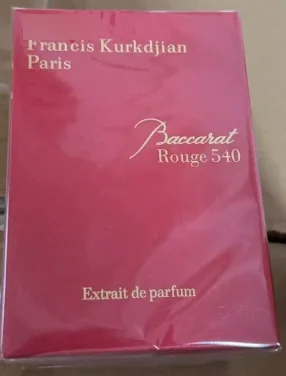 Francis Kurkdjian
Paris
Baccarat
Rouge 540
Extrait de parfum